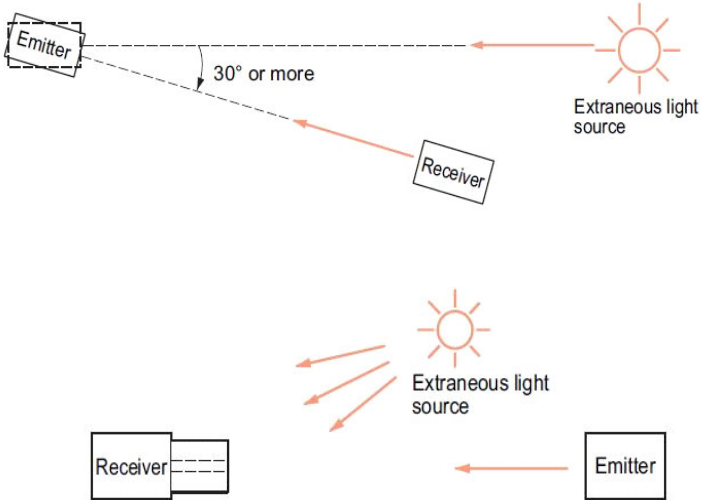 Emitter
30° or more
Extraneous light
source
Receiver
Extraneous light
source
Receiver
Emitter